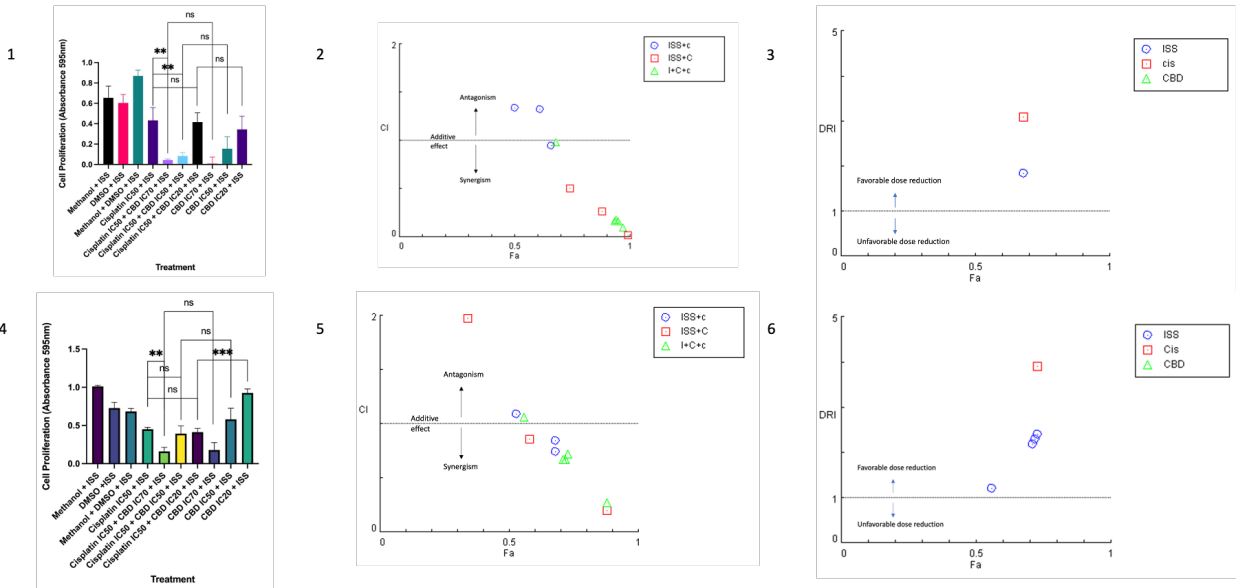 1
ns
ns
ns
**
**
ns
Cell Proliferation (Absorbance 595nm)
1.0
0.8
0.6
0.4
0.2
0.0
Methanol + ISS
DMSO + ISS
Methanol + DMSO + ISS
Cisplatin IC50 + ISS
Cisplatin IC50 + CBD IC70 + ISS
Cisplatin IC50 + CBD IC50 + ISS
Cisplatin IC50 + CBD IC20 + ISS
CBD IC70 + ISS
CBD IC50 + ISS
CBD IC20 + ISS
Treatment
2
2
CI
0
Antagonism
Additive
effect
Synergism
0
0.5
1
Fa
ISS+c
ISS+C
I+C+c
3
5
DRI
1
0
Favorable dose reduction
Unfavorable dose reduction
0
0.5
1
Fa
ISS
cis
CBD
4
ns
ns
***
**
ns
ns
Cell Proliferation (Absorbance 595nm)
1.5
1.0
0.5
0.0
Methanol + ISS
DMSO +ISS
Methanol + DMSO + ISS
Cisplatin IC50 + ISS
Cisplatin IC50 + CBD IC70 + ISS
Cisplatin IC50 + CBD IC50 + ISS
Cisplatin IC50 + CBD IC20 + ISS
CBD IC70 + ISS
CBD IC50 + ISS
CBD IC20 + ISS
Treatment
5
2
CI
0
Antagonism
Additive
effect
Synergism
0
0.5
1
Fa
ISS+c
ISS+C
I+C+c
6
5
DRI
1
0
Favorable dose reduction
Unfavorable dose reduction
0
0.5
1
Fa
ISS
Cis
CBD